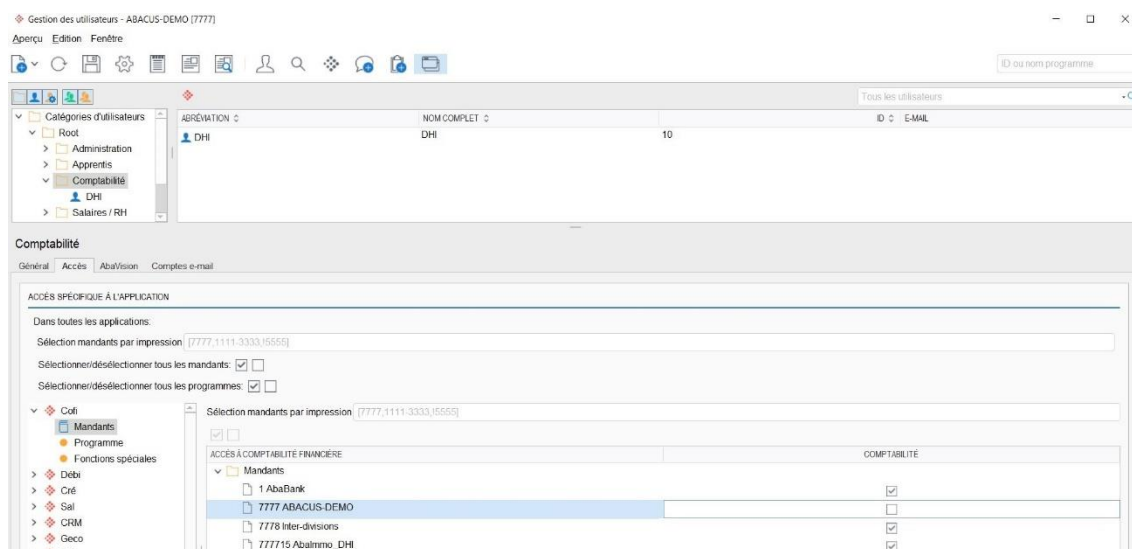 Gestion des utilisateurs - ABACUS-DEMO [7777]
Aperçu Edition Fenêtre
ID ou nom programme
Tous les utilisateurs
Catégories d'utilisateurs
Root
Administration
Apprentis
Comptabilité
DHI
Salaires / RH
ABRÉVIATION NOM COMPLET ID E-MAIL
DHI DHI 10
Comptabilité
Général Accès AbaVision Comptes e-mail
ACCÈS SPÉCIFIQUE À L'APPLICATION
Dans toutes les applications:
Sélection mandants par impression [7777,1111-3333,!5555]
Sélectionner/désélectionner tous les mandants:
Sélectionner/désélectionner tous les programmes:
Cofi
Mandants
Programme
Fonctions spéciales
Débi
Cré
Sal
CRM
Geco
Sélection mandants par impression [7777,1111-3333,!5555]
ACCÈS À COMPTABILITÉ FINANCIÈRE COMPTABILITÉ
Mandants
1 AbaBank
7777 ABACUS-DEMO
7778 Inter-divisions
777715 AbaImmo_DHI